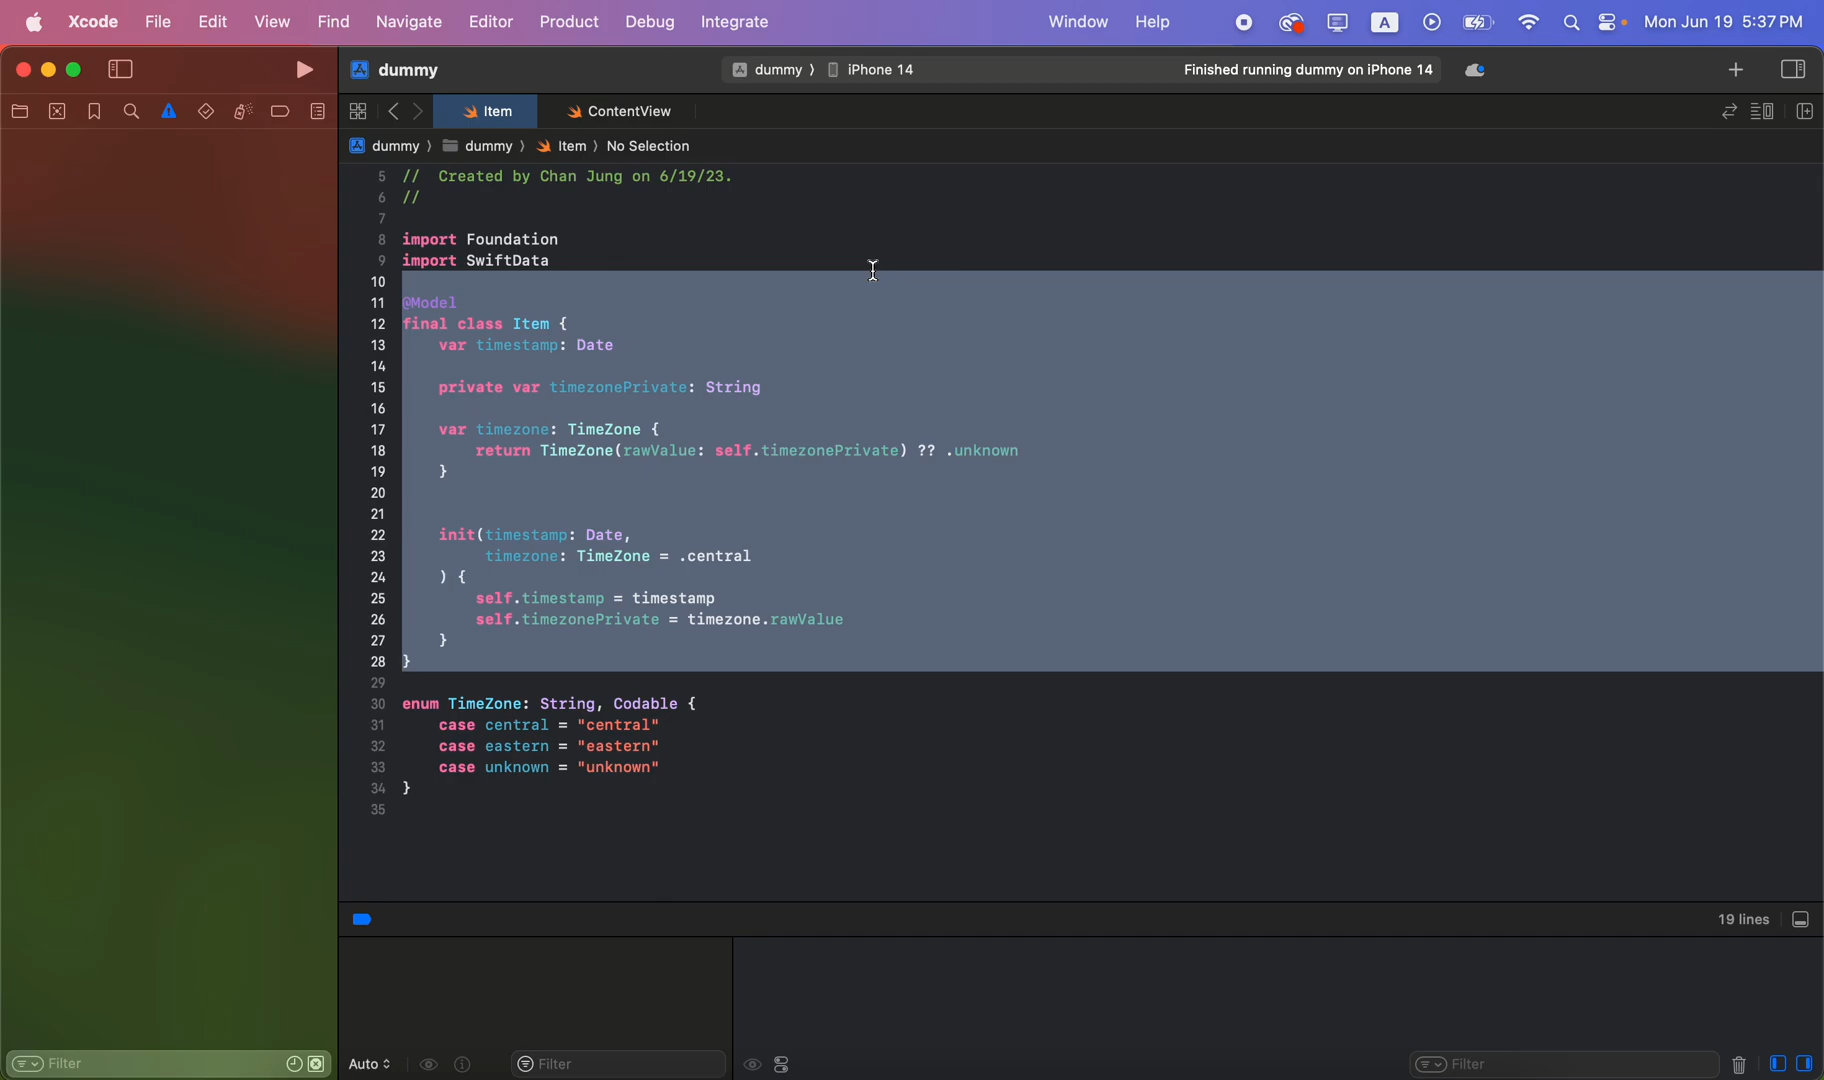 Xcode File Edit View Find Navigate Editor Product Debug Integrate Window Help A Mon Jun 19 5:37 PM
dummy dummy 〉 iPhone 14 Finished running dummy on iPhone 14
Item ContentView
dummy 〉 dummy 〉 Item 〉 No Selection
5 //  Created by Chan Jung on 6/19/23.
6 //
7
8 import Foundation
9 import SwiftData
10
11 @Model
12 final class Item {
13     var timestamp: Date
14
15     private var timezonePrivate: String
16
17     var timezone: TimeZone {
18         return TimeZone(rawValue: self.timezonePrivate) ?? .unknown
19     }
20
21
22     init(timestamp: Date,
23          timezone: TimeZone = .central
24     ) {
25         self.timestamp = timestamp
26         self.timezonePrivate = timezone.rawValue
27     }
28 }
29
30 enum TimeZone: String, Codable {
31     case central = "central"
32     case eastern = "eastern"
33     case unknown = "unknown"
34 }
35
19 lines
Filter Auto Filter Filter